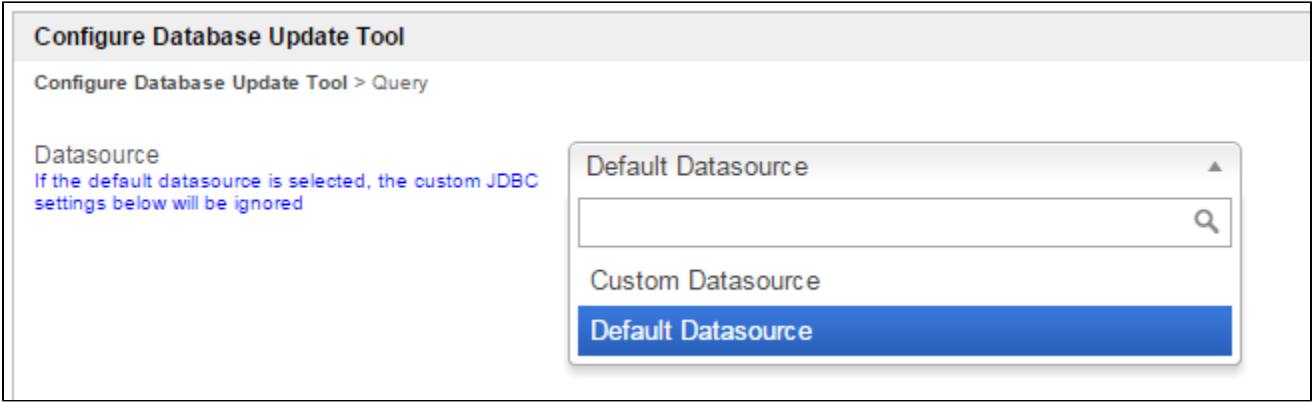 Configure Database Update Tool
Configure Database Update Tool > Query
Datasource
If the default datasource is selected, the custom JDBC
settings below will be ignored
Default Datasource
Custom Datasource
Default Datasource